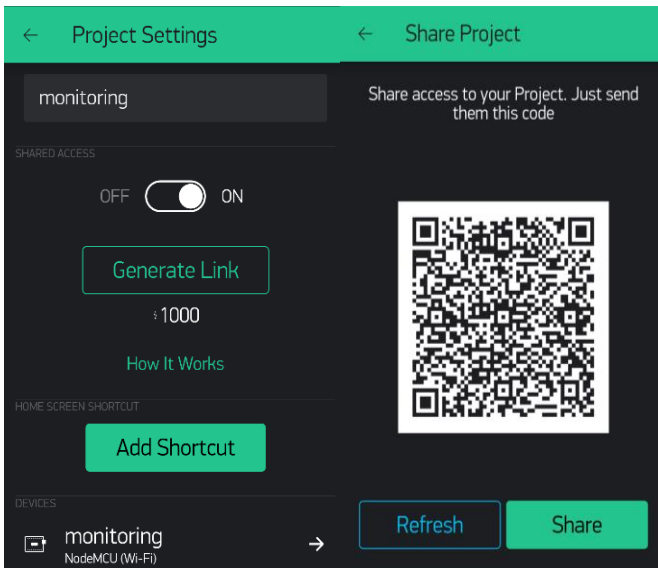 Project Settings
monitoring
SHARED ACCESS
OFF ON
Generate Link
1000
How It Works
HOME SCREEN SHORTCUT
Add Shortcut
DEVICES
monitoring
NodeMCU (Wi-Fi)
Share Project
Share access to your Project. Just send
them this code
Refresh
Share